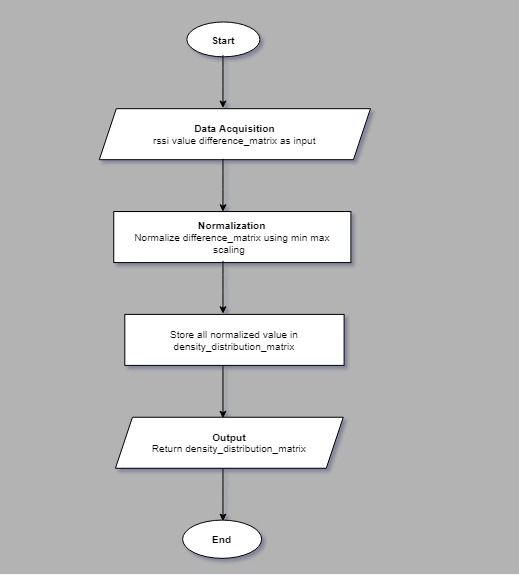 Start
Data Acquisition
rssi value difference_matrix as input
Normalization
Normalize difference_matrix using min max
scaling
Store all normalized value in
density_distribution_matrix
Output
Return density_distribution_matrix
End